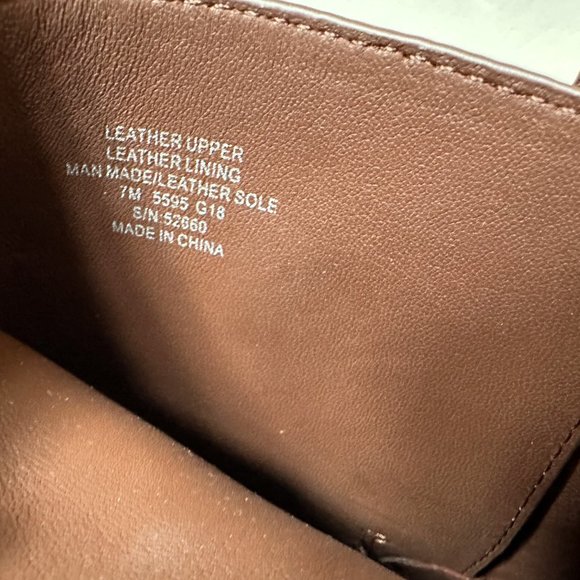 LEATHER UPPER
LEATHER LINING
MAN MADE/LEATHER SOLE
7M 5595 G18
S/N:52660
MADE IN CHINA